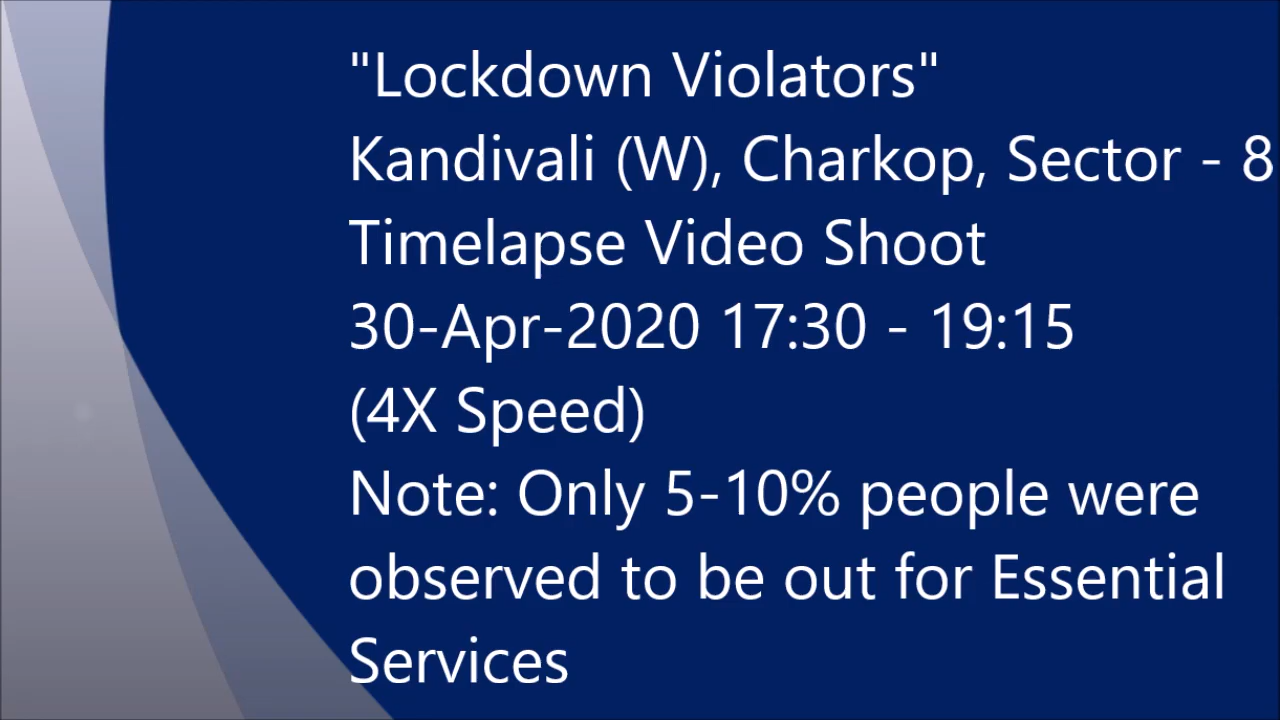 "Lockdown Violators"
Kandivali (W), Charkop, Sector - 8
Timelapse Video Shoot
30-Apr-2020 17:30 - 19:15
(4X Speed)
Note: Only 5-10% people were
observed to be out for Essential
Services